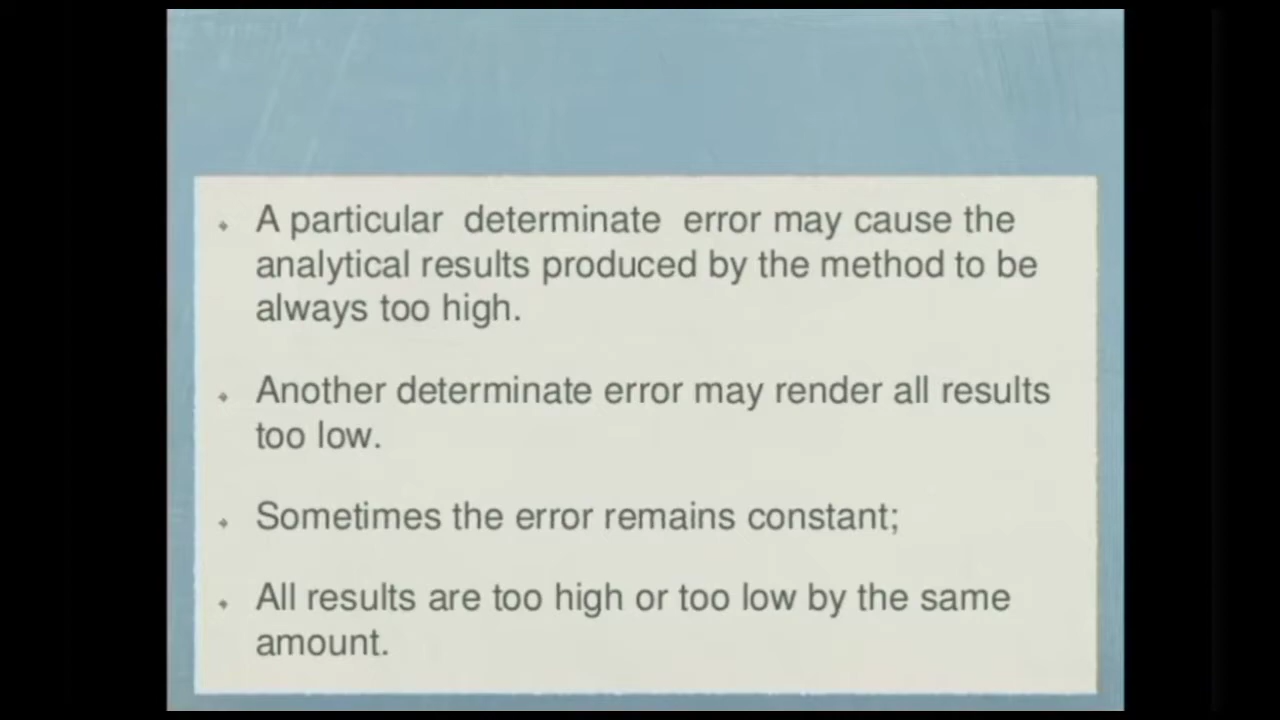 A particular determinate error may cause the
analytical results produced by the method to be
always too high.
Another determinate error may render all results
too low.
Sometimes the error remains constant;
All results are too high or too low by the same
amount.